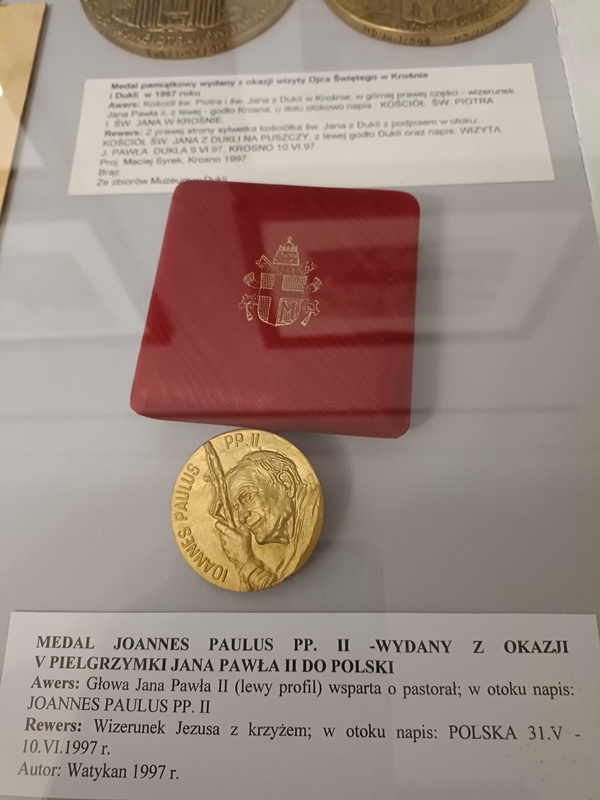 Medal pamiątkowy wydany z okazji wizyty Ojca Świętego w Krośnie
i Dukli w 1997 roku
Awers: Kościół św. Piotra i św. Jana z Dukli w Krośnie, w górnej prawej części - wizerunek
Jana Pawła II, z lewej - godło Krosna; u dołu otokowo napis: KOŚCIÓŁ ŚW. PIOTRA
I ŚW. JANA W KROŚNIE.
Rewers: Z prawej strony sylwetka kościółka św. Jana z Dukli z podpisem w otoku:
KOŚCIÓŁ ŚW. JANA Z DUKLI NA PUSZCZY, z lewej godło Dukli oraz napis: WIZYTA
J. PAWŁA DUKLA 9.VI.97, KROSNO 10.VI.97.
Proj. Maciej Syrek, Krosno 1997
Brąz
Ze zbiorów Muzeum w Dukli
IOANNES PAULUS PP. II
MEDAL JOANNES PAULUS PP. II -WYDANY Z OKAZJI
V PIELGRZYMKI JANA PAWŁA II DO POLSKI
Awers: Głowa Jana Pawła II (lewy profil) wsparta o pastorał; w otoku napis:
JOANNES PAULUS PP. II
Rewers: Wizerunek Jezusa z krzyżem; w otoku napis: POLSKA 31.V -
10.VI.1997 r.
Autor: Watykan 1997 r.